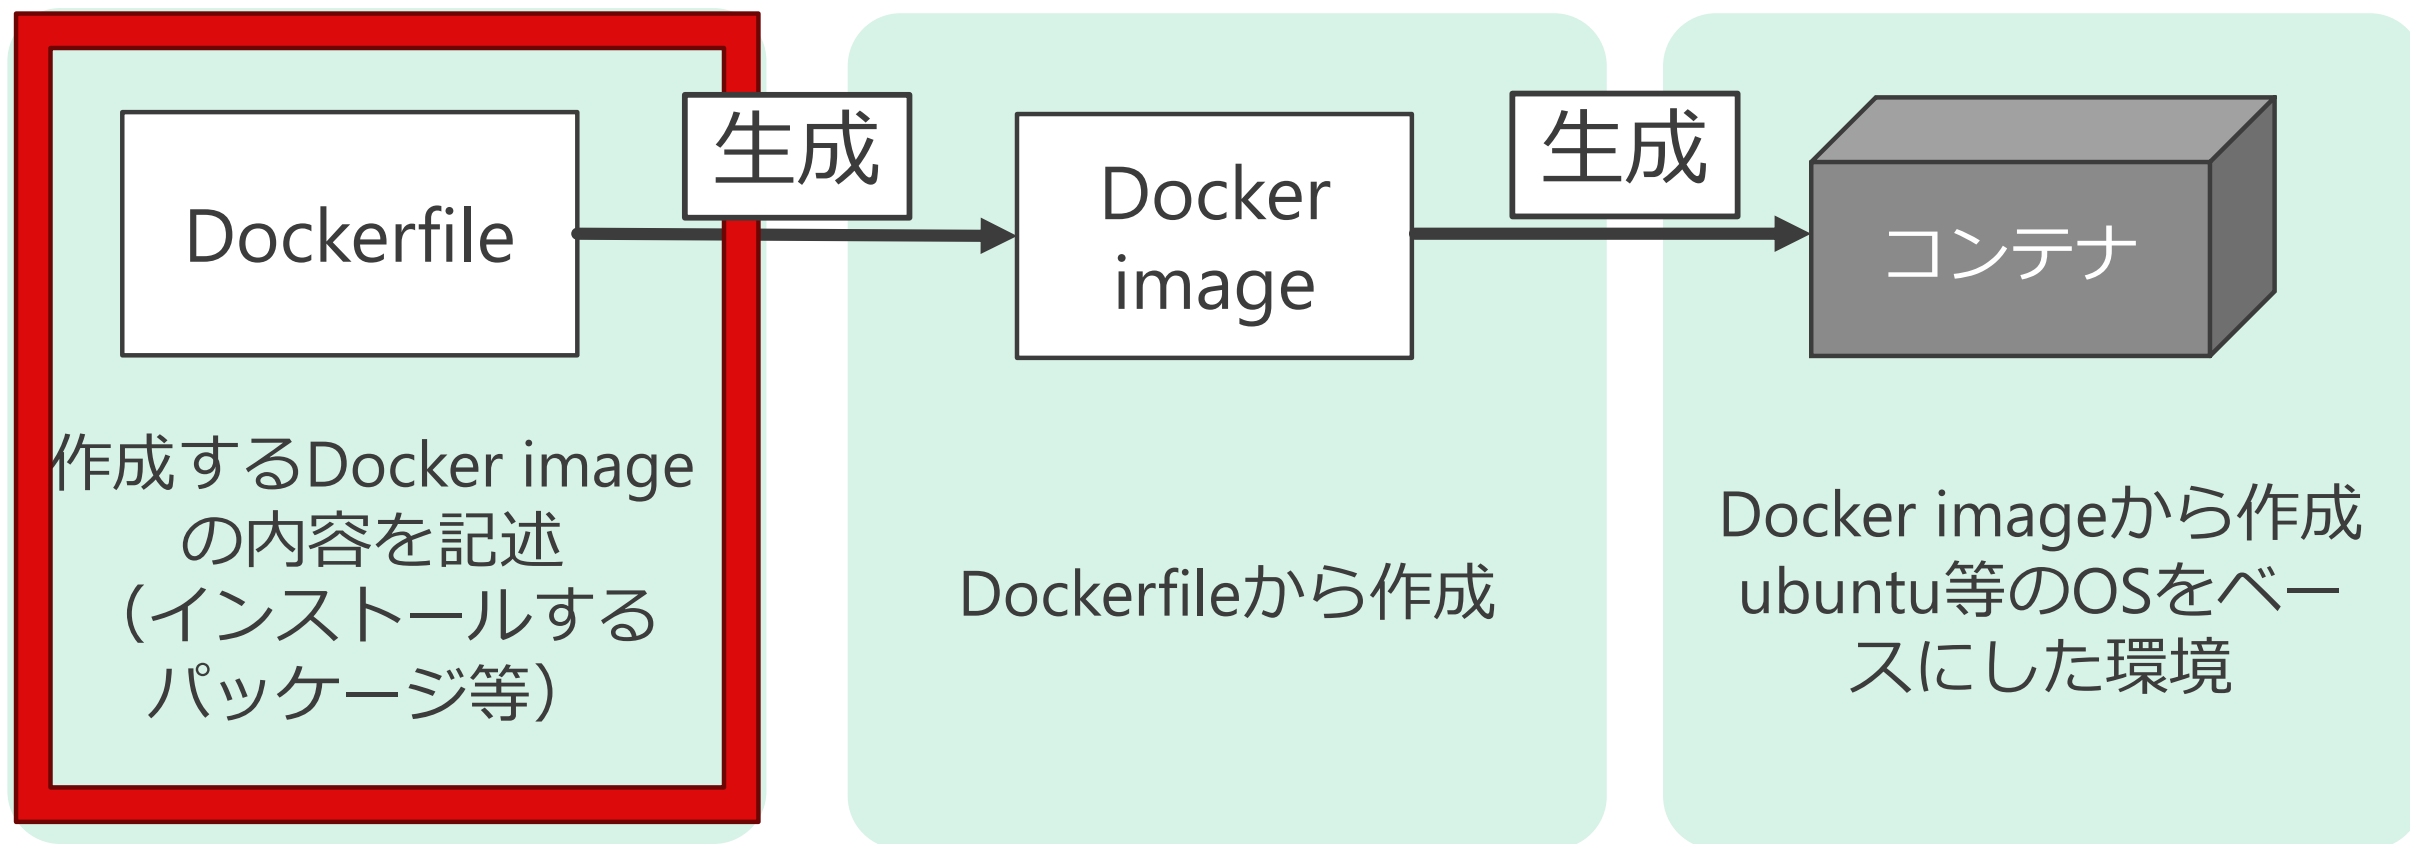 Dockerfile
生成
Docker
image
生成
コンテナ
作成するDocker image
の内容を記述
（インストールする
パッケージ等）
Dockerfileから作成
Docker imageから作成
ubuntu等のOSをベー
スにした環境